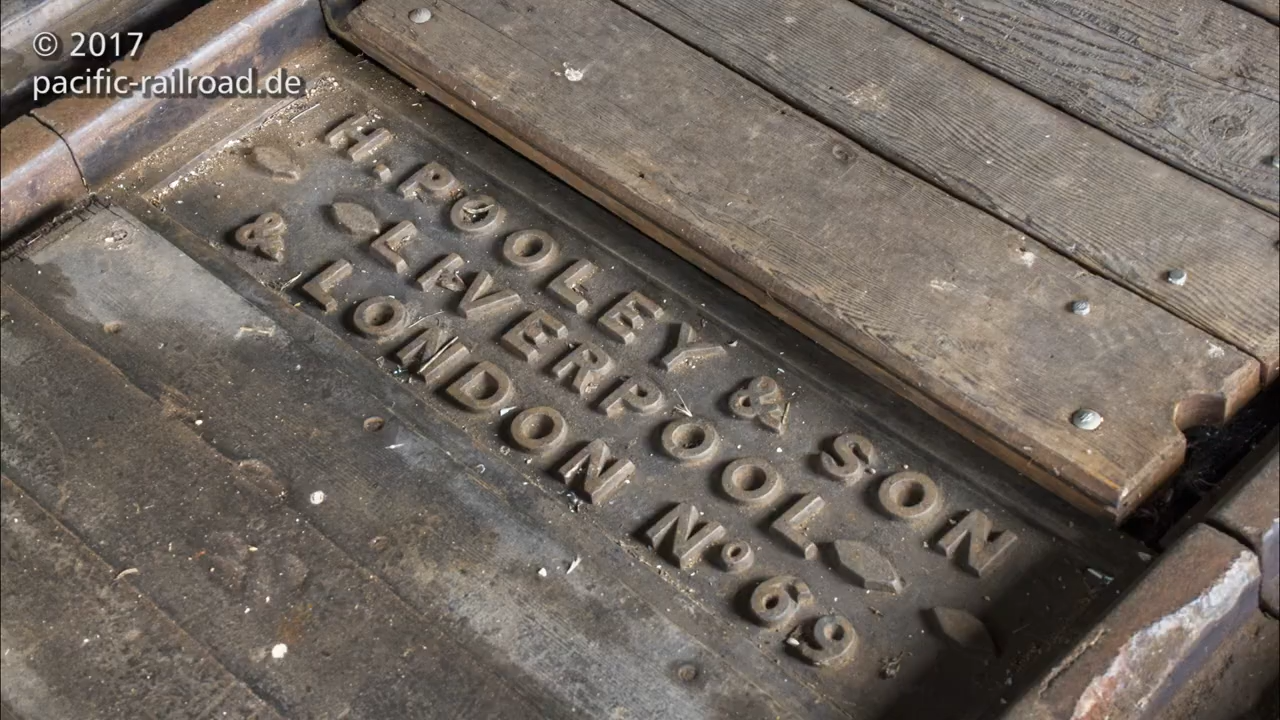 © 2017
pacific-railroad.de
H. POOLEY & SON
LIVERPOOL
& LONDON Nº 69